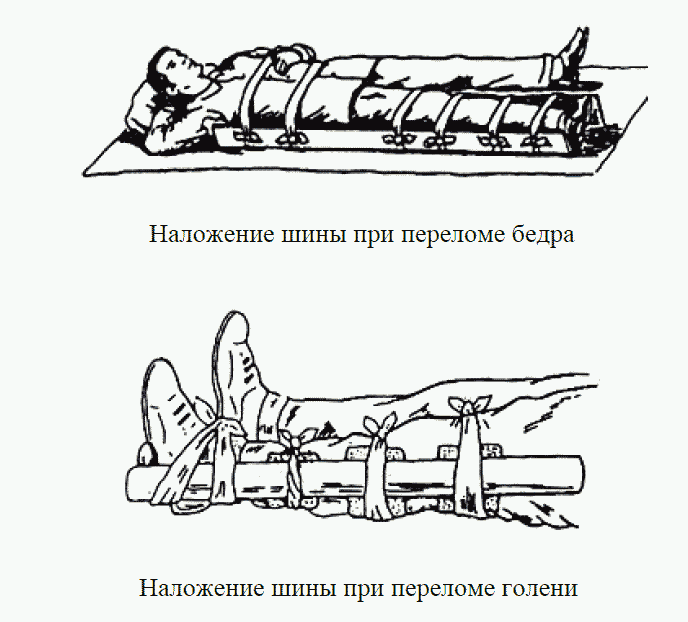 Наложение шины при переломе бедра
Наложение шины при переломе голени